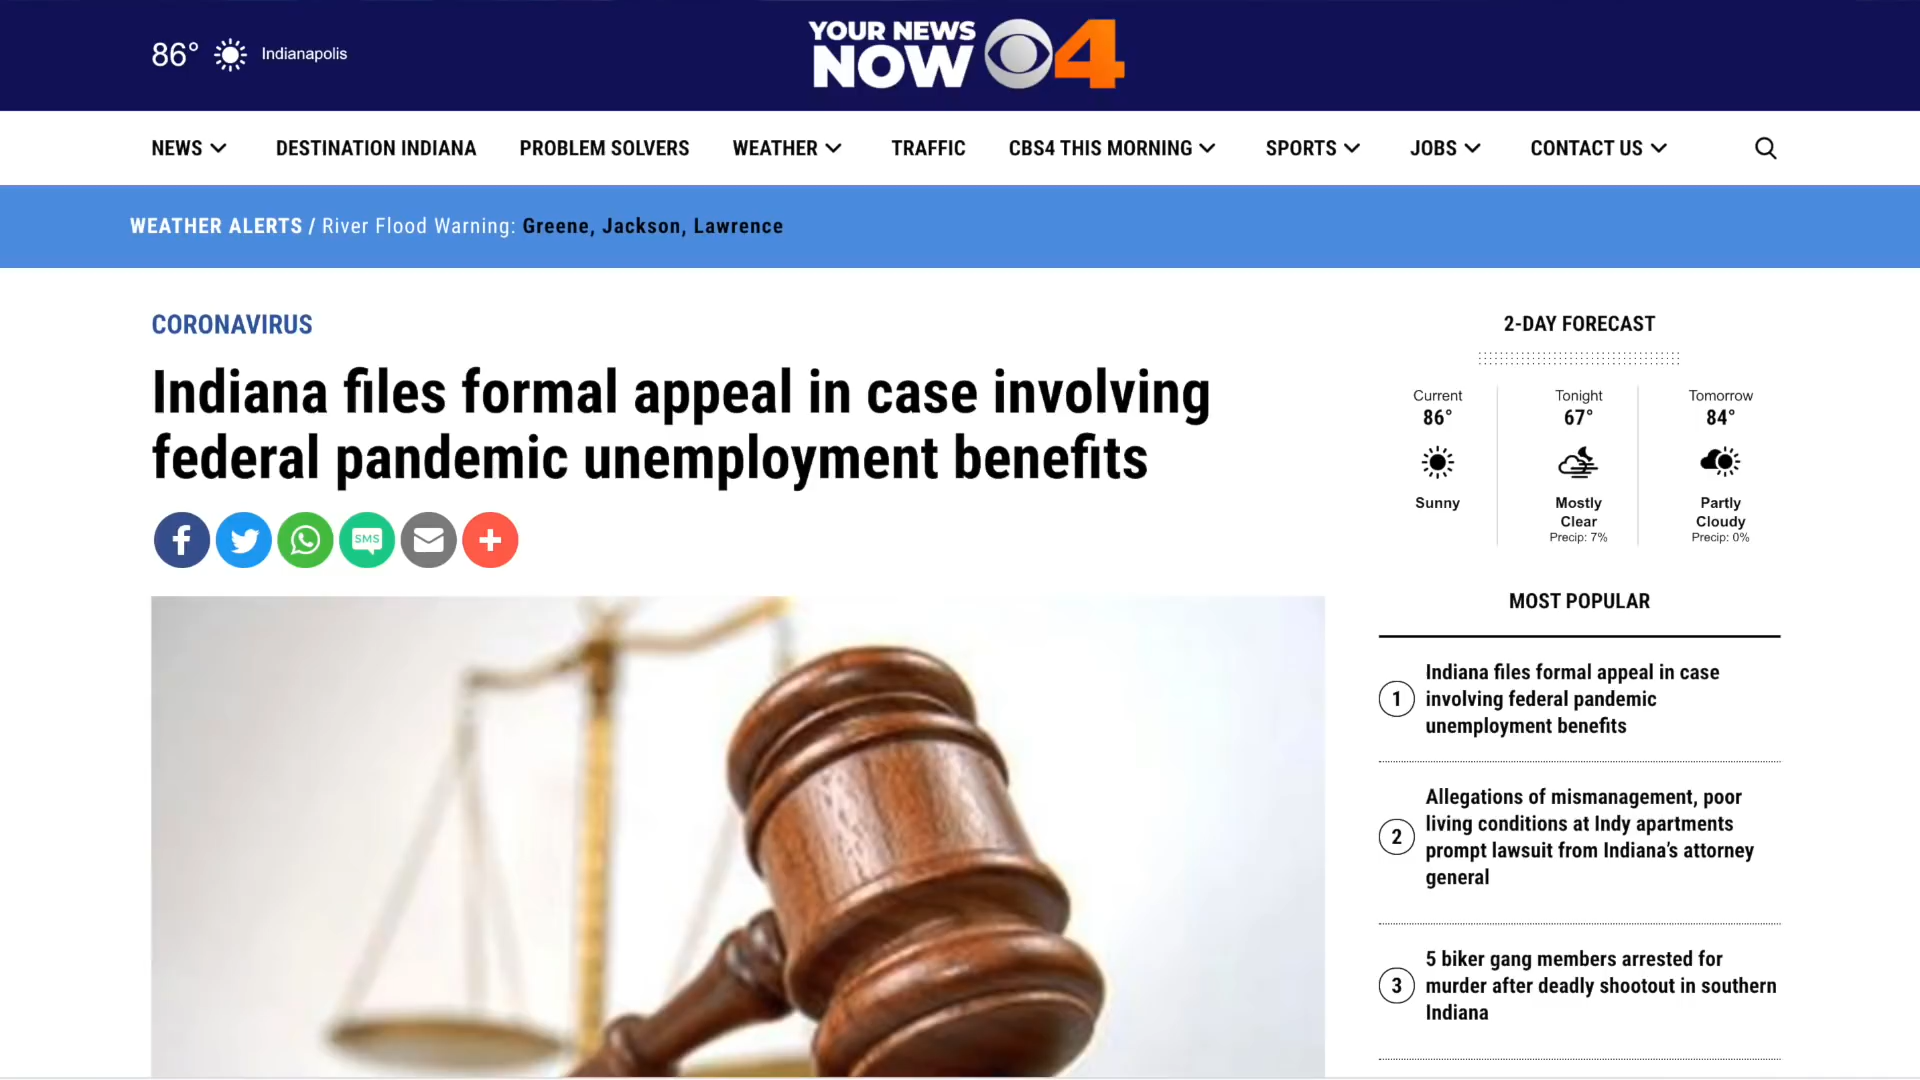 86° Indianapolis
YOUR NEWS
NOW 4
NEWS DESTINATION INDIANA PROBLEM SOLVERS WEATHER TRAFFIC CBS4 THIS MORNING SPORTS JOBS CONTACT US
WEATHER ALERTS / River Flood Warning: Greene, Jackson, Lawrence
CORONAVIRUS
Indiana files formal appeal in case involving
federal pandemic unemployment benefits
SMS
2-DAY FORECAST
Current
86°
Sunny
Tonight
67°
Mostly
Clear
Precip: 7%
Tomorrow
84°
Partly
Cloudy
Precip: 0%
MOST POPULAR
1
Indiana files formal appeal in case
involving federal pandemic
unemployment benefits
2
Allegations of mismanagement, poor
living conditions at Indy apartments
prompt lawsuit from Indiana’s attorney
general
3
5 biker gang members arrested for
murder after deadly shootout in southern
Indiana